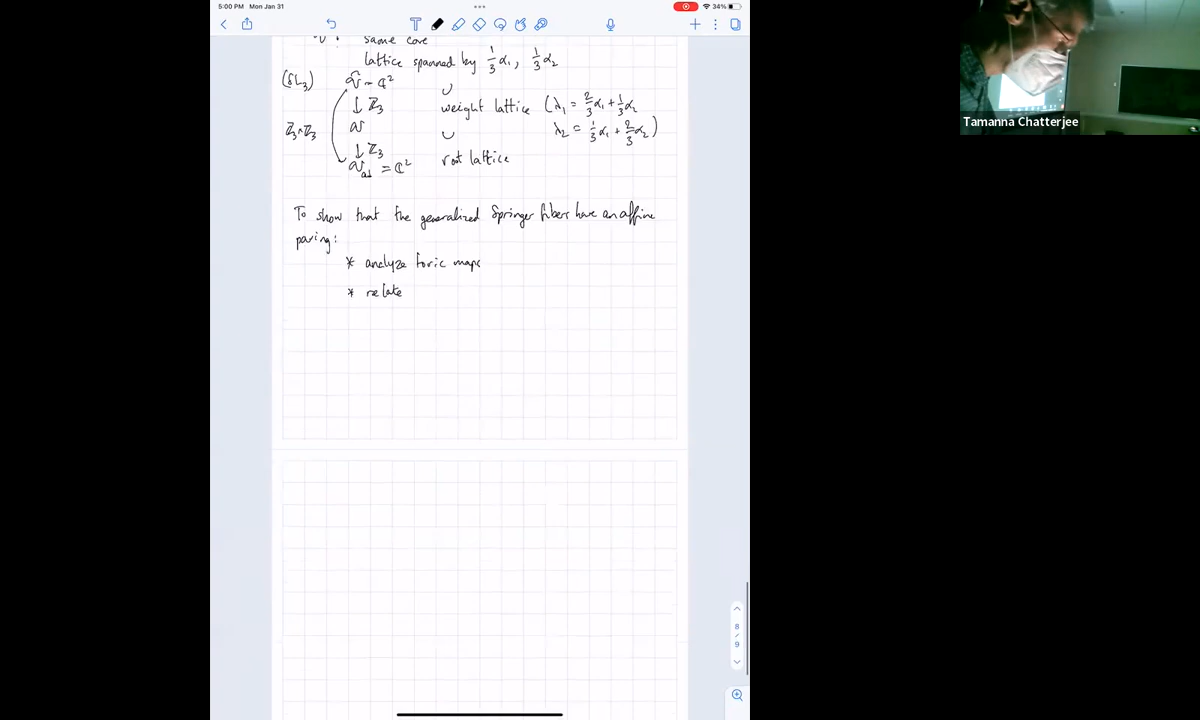 5:00 PM Mon Jan 31
34%
same core
lattice spanned by 1/3 α₁, 1/3 α₂
(SL₃)
∪
↓ ℤ₃
weight lattice (λ₁ = 2/3 α₁ + 1/3 α₂
ℤ₃×ℤ₃
∪
λ₂ = 1/3 α₁ + 2/3 α₂)
↓ ℤ₃
= ℂ²
root lattice
To show that the generalized Springer fibers have an affine
paving:
* analyze toric maps
* relate
8
/
9
Tamanna Chatterjee